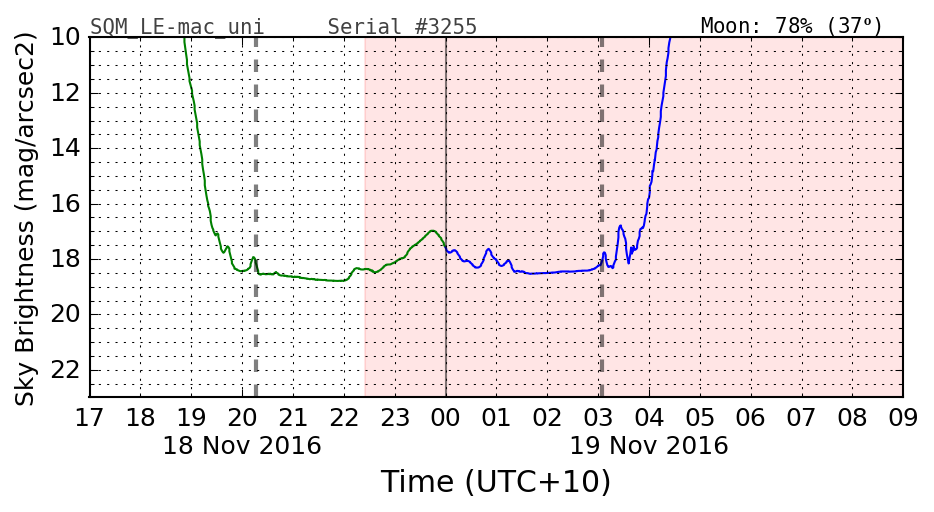 SQM_LE-mac_uni Serial #3255 Moon: 78% (37°)
Sky Brightness (mag/arcsec2)
10
12
14
16
18
20
22
17 18 19 20 21 22 23 00 01 02 03 04 05 06 07 08 09
18 Nov 2016 19 Nov 2016
Time (UTC+10)